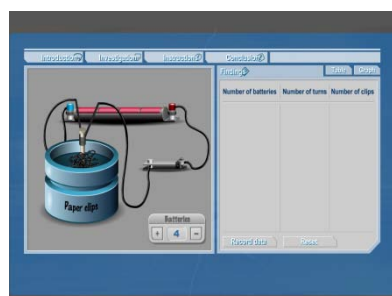 Introduction
Investigation
Instruction
Conclusion
Findings
Table
Graph
Number of batteries
Number of turns
Number of clips
Paper clips
Batteries
+ 4 -
Record data
Reset